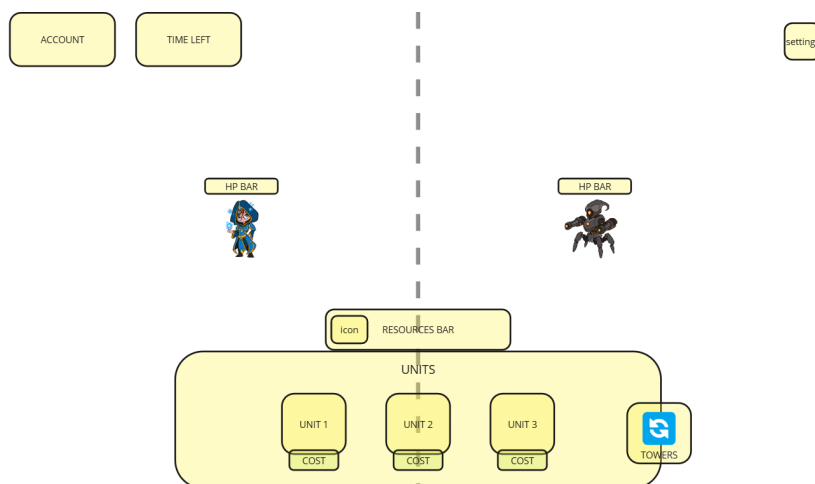 ACCOUNT
TIME LEFT
setting
HP BAR
HP BAR
icon
RESOURCES BAR
UNITS
UNIT 1
UNIT 2
UNIT 3
COST
COST
COST
TOWERS